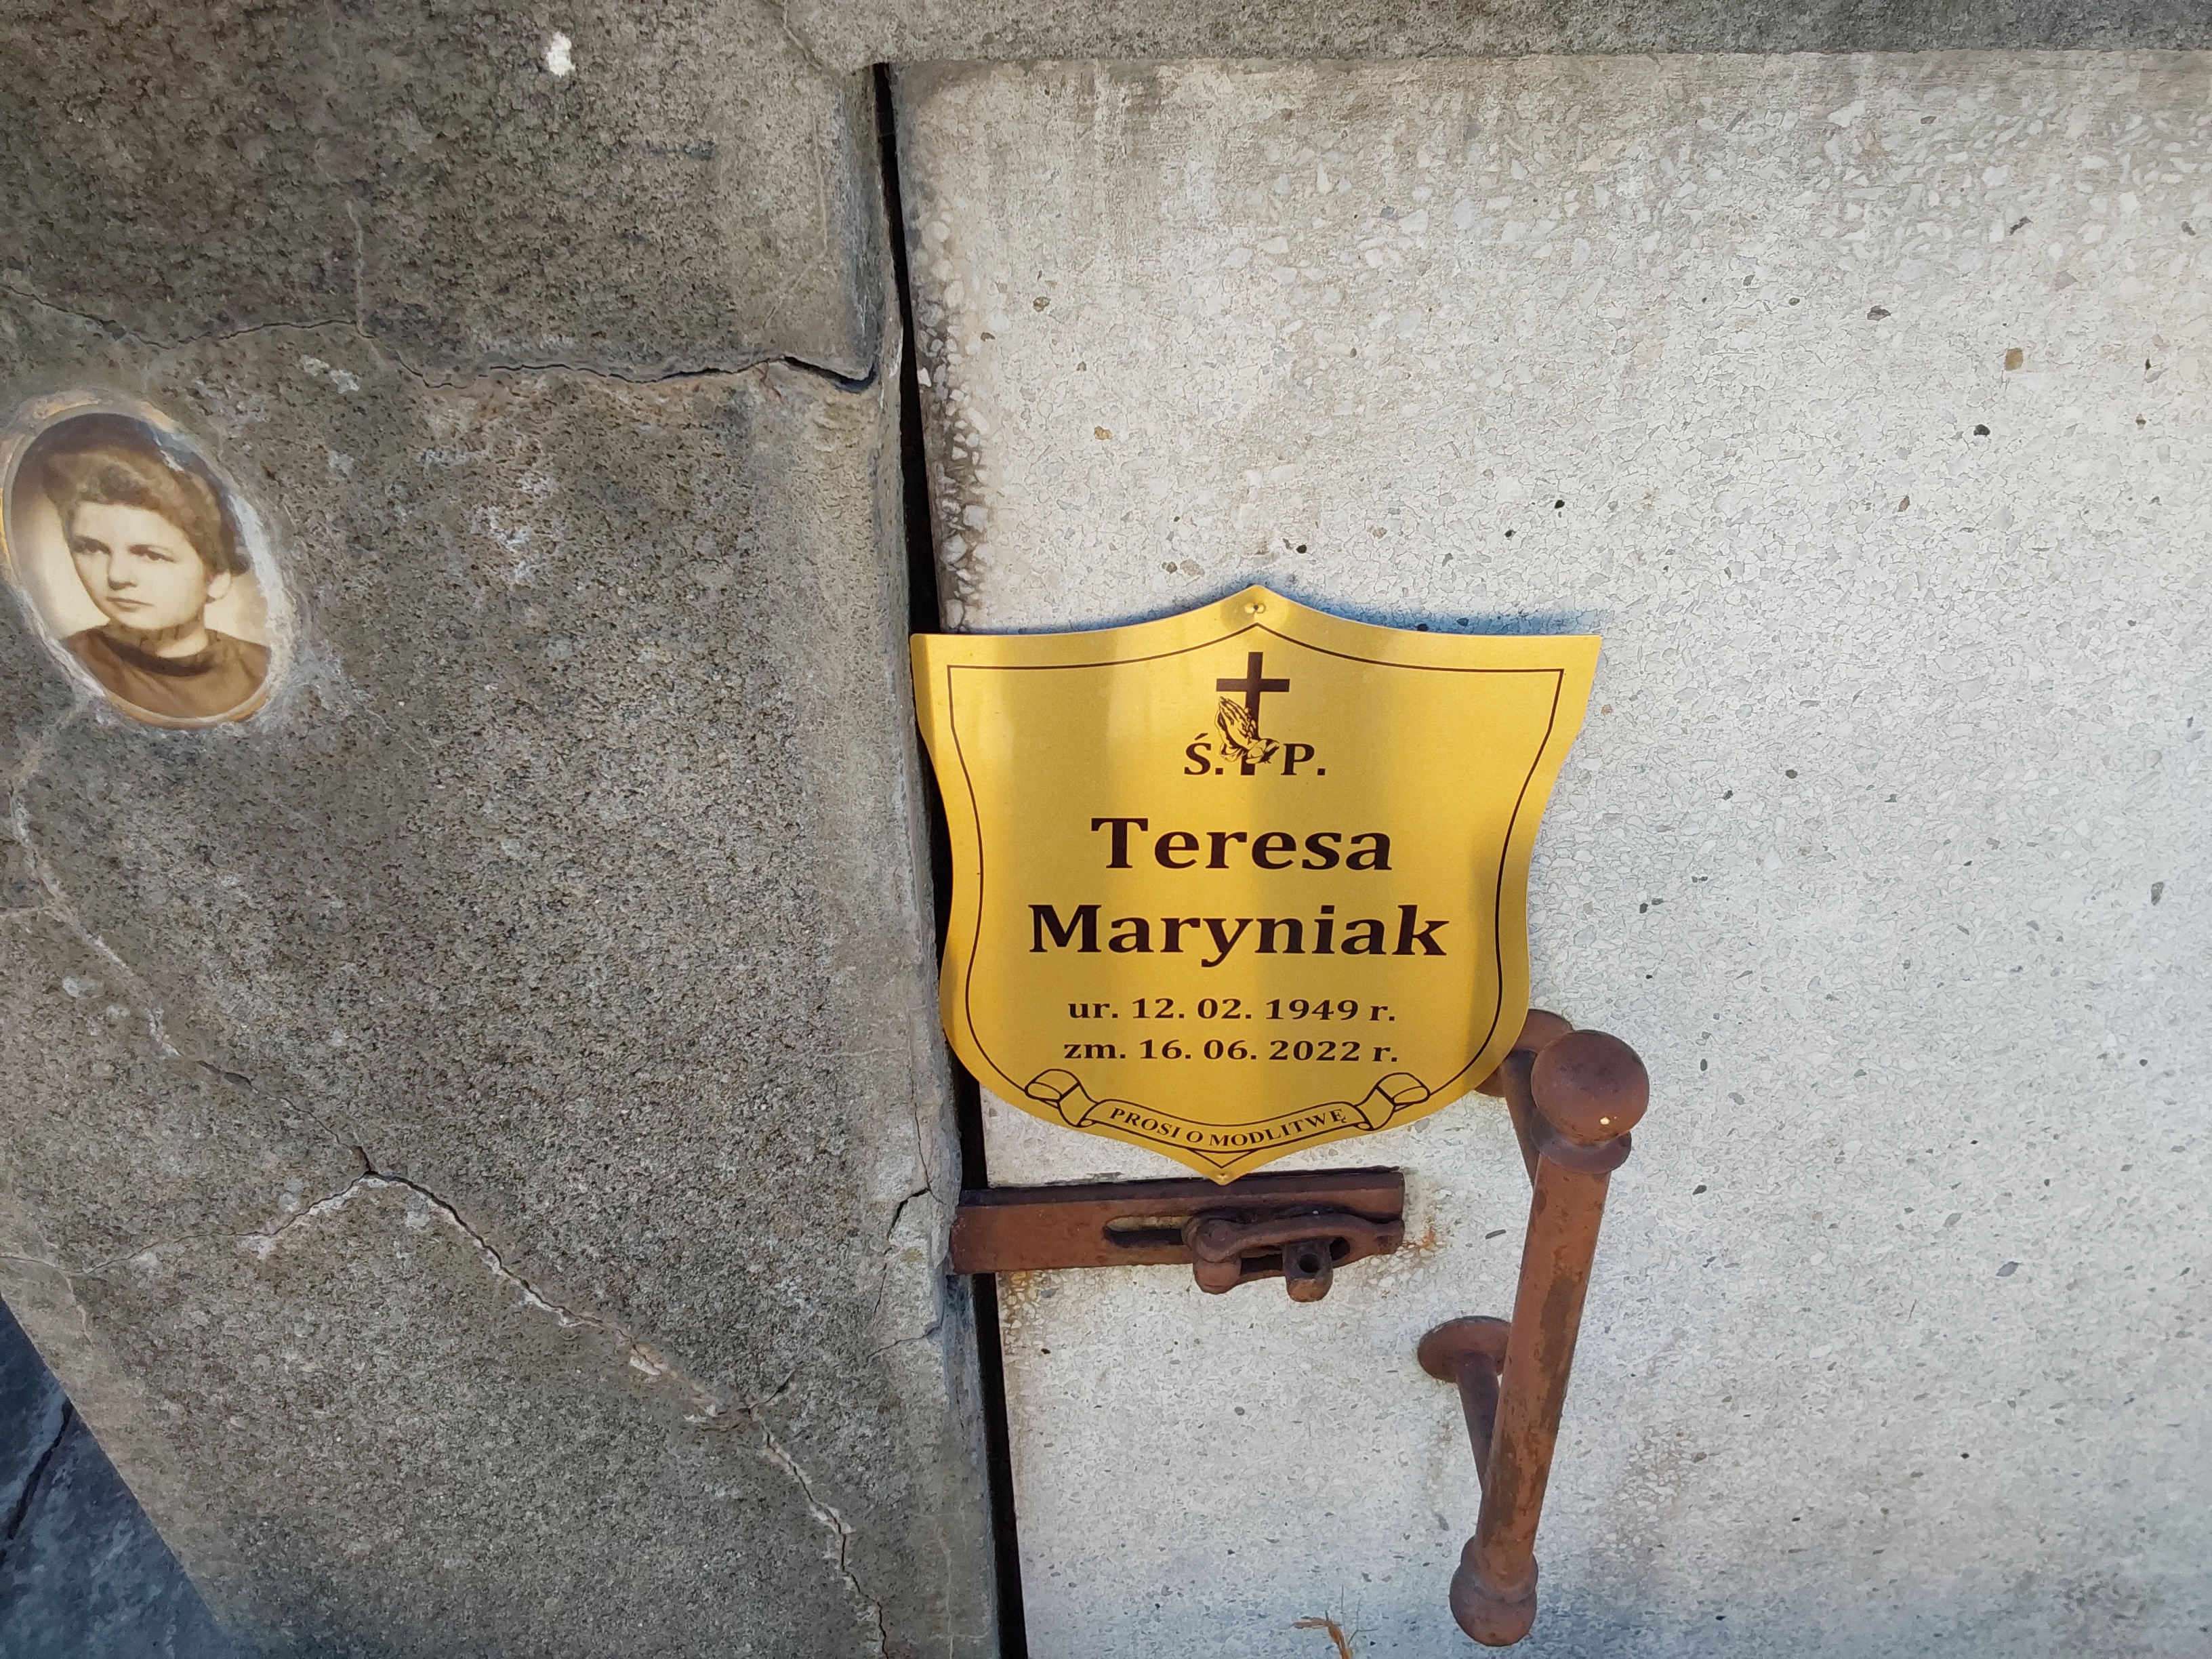 Ś. P.
Teresa
Maryniak
ur. 12. 02. 1949 r.
zm. 16. 06. 2022 r.
PROSI O MODLITWĘ